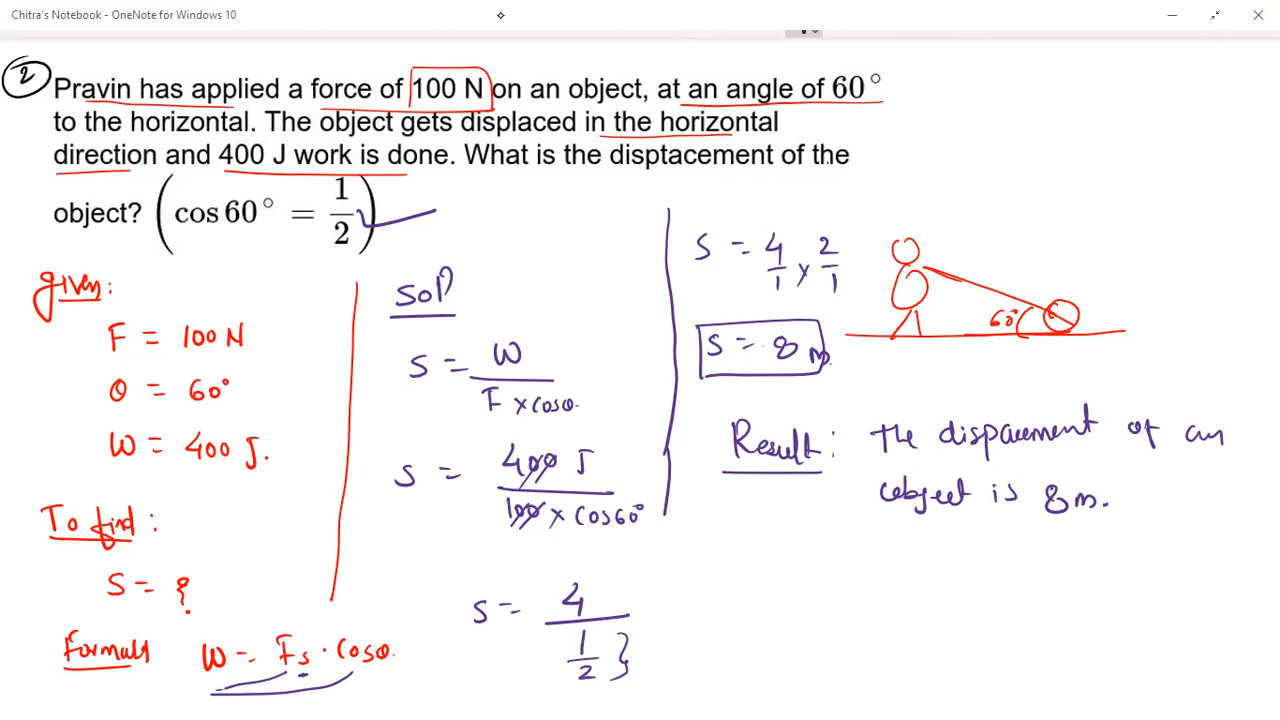 Chitra's Notebook - OneNote for Windows 10
2
Pravin has applied a force of 100 N on an object, at an angle of 60°
to the horizontal. The object gets displaced in the horizontal
direction and 400 J work is done. What is the disptacement of the
object? (cos 60° = 1/2)
given:
F = 100 N
θ = 60°
W = 400 J.
To find:
S = ?
Formula W = Fs · Cosθ.
Sol
S = W / F × Cosθ.
S = 400 J / 100 × Cos60°
S = 4 / 1/2 }
S = 4/1 × 2/1
S = 8 m.
60°
Result: The dispacement of an
object is 8m.